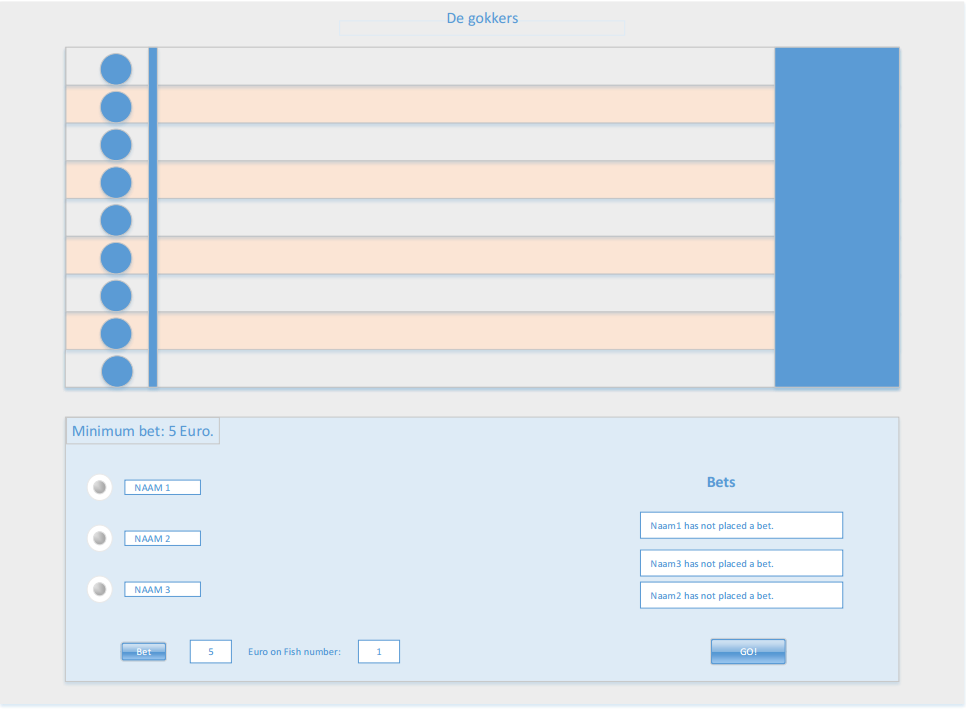 De gokkers
Minimum bet: 5 Euro.
NAAM 1
NAAM 2
NAAM 3
Bets
Naam1 has not placed a bet.
Naam3 has not placed a bet.
Naam2 has not placed a bet.
Bet 5 Euro on Fish number: 1
GO!